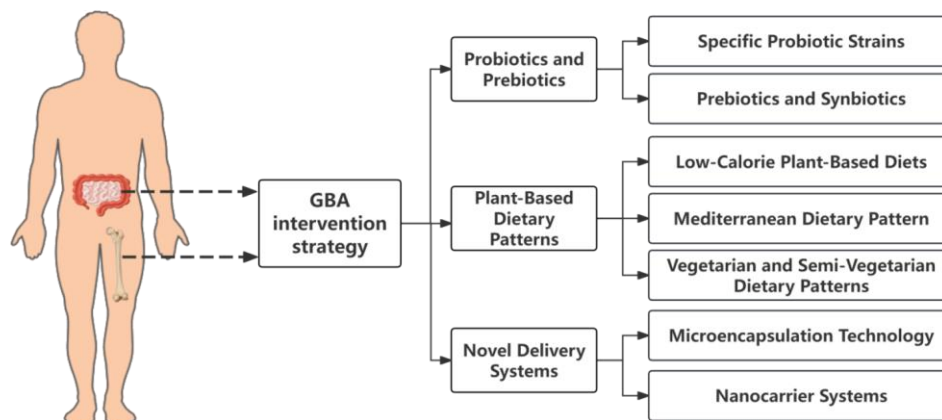 GBA
intervention
strategy
Probiotics and
Prebiotics
Specific Probiotic Strains
Prebiotics and Synbiotics
Plant-Based
Dietary
Patterns
Low-Calorie Plant-Based Diets
Mediterranean Dietary Pattern
Vegetarian and Semi-Vegetarian
Dietary Patterns
Novel Delivery
Systems
Microencapsulation Technology
Nanocarrier Systems